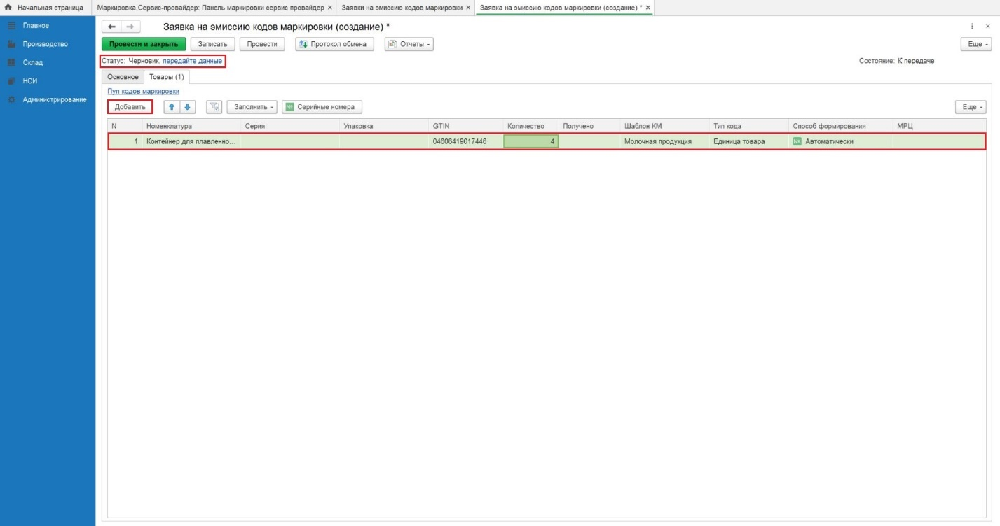 Начальная страница
Маркировка.Сервис-провайдер: Панель маркировки сервис провайдер ×
Заявки на эмиссию кодов маркировки ×
Заявка на эмиссию кодов маркировки (создание) * ×
Главное
Производство
Склад
НСИ
Администрирование
Заявка на эмиссию кодов маркировки (создание) *
Провести и закрыть
Записать
Провести
Протокол обмена
Отчеты
Еще
Статус: Черновик, передайте данные
Состояние: К передаче
Основное
Товары (1)
Пул кодов маркировки
Добавить
Заполнить
Серийные номера
Еще
N Номенклатура Серия Упаковка GTIN Количество Получено Шаблон КМ Тип кода Способ формирования МРЦ
1 Контейнер для плавленно... 04606419017446 4 Молочная продукция Единица товара № Автоматически